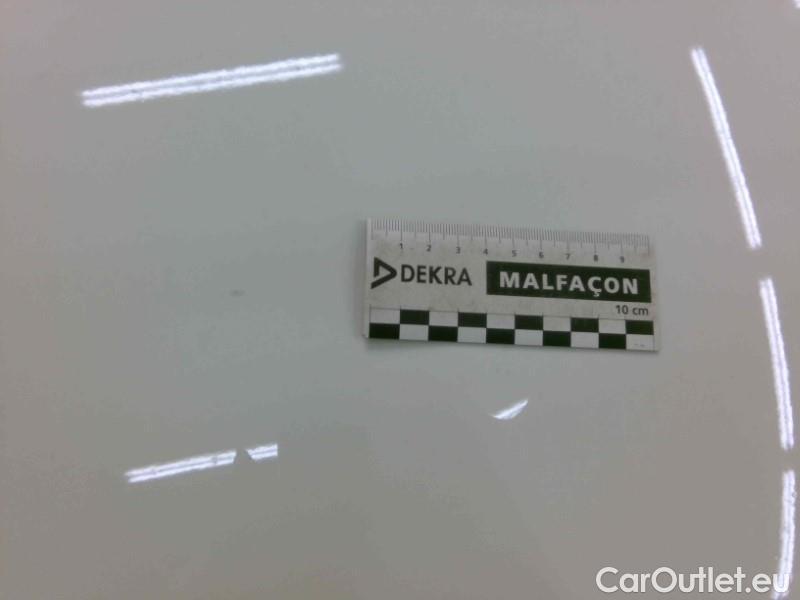 1 2 3 4 5 6 7 8 9
DEKRA MALFAÇON
10 cm
CarOutlet.eu